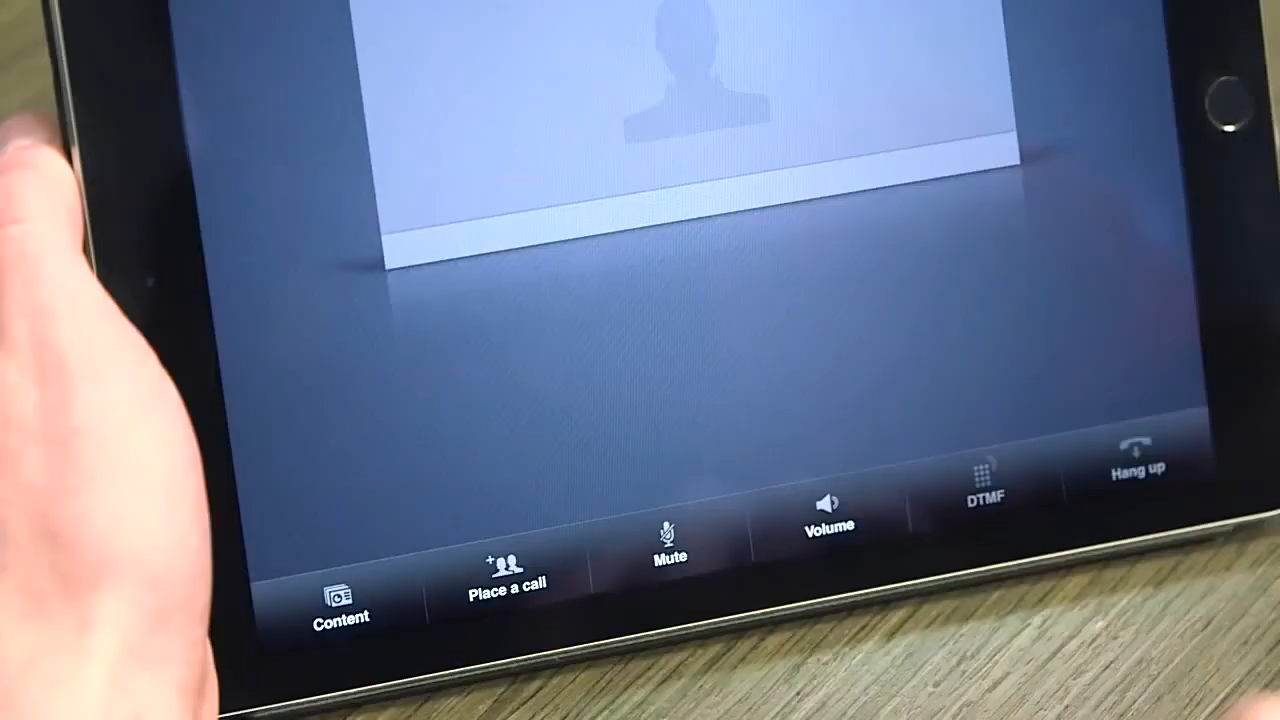 Content
Place a call
Mute
Volume
DTMF
Hang up